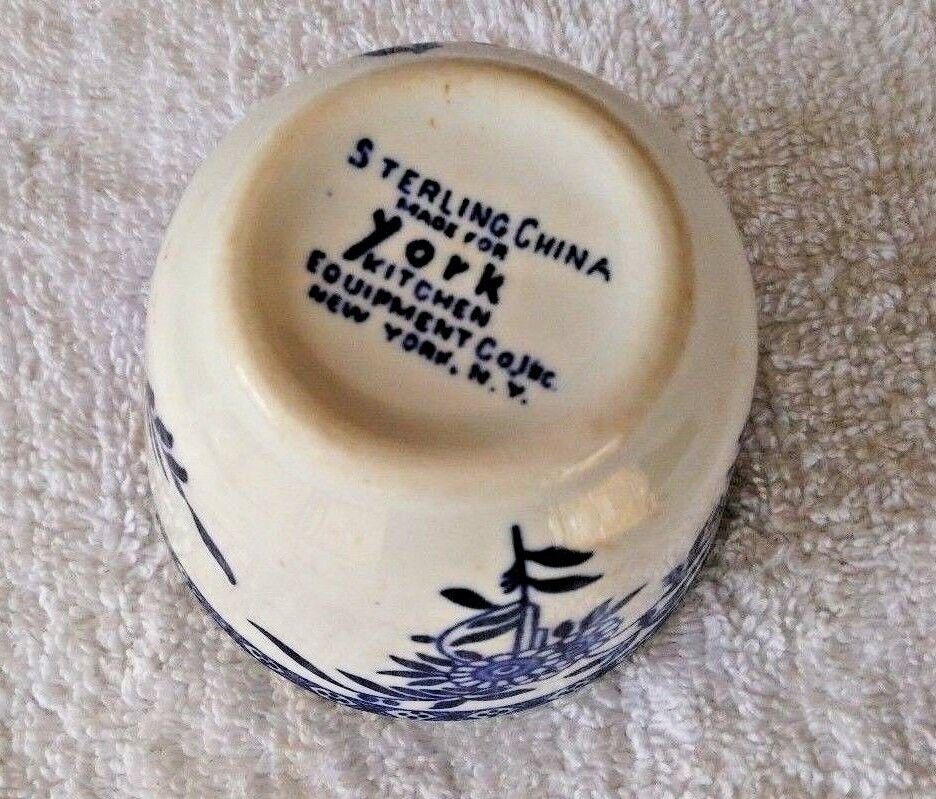 STERLING CHINA
MADE FOR
York
KITCHEN
EQUIPMENT CO., INC.
NEW YORK, N.Y.